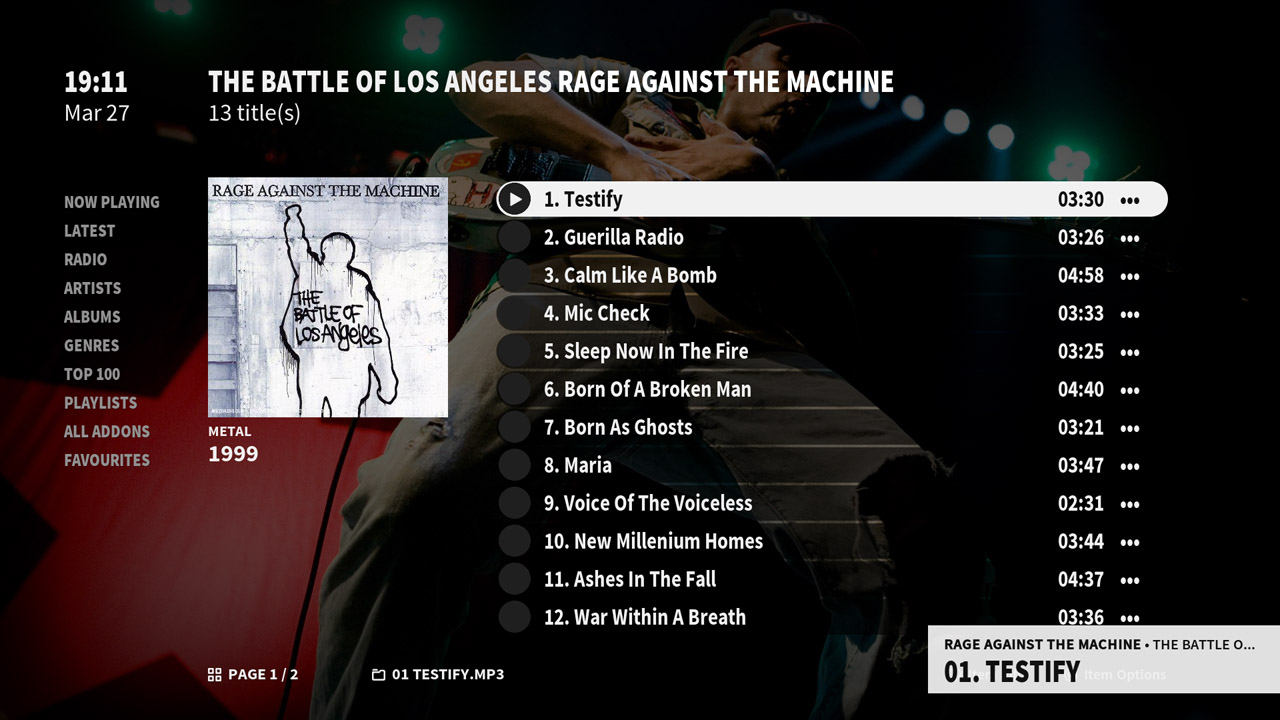 19:11
Mar 27
THE BATTLE OF LOS ANGELES RAGE AGAINST THE MACHINE
13 title(s)
NOW PLAYING
LATEST
RADIO
ARTISTS
ALBUMS
GENRES
TOP 100
PLAYLISTS
ALL ADDONS
FAVOURITES
RAGE AGAINST THE MACHINE
THE
BATTLE OF
LOS ANGELES
METAL
1999
1. Testify 03:30 •••
2. Guerilla Radio 03:26 •••
3. Calm Like A Bomb 04:58 •••
4. Mic Check 03:33 •••
5. Sleep Now In The Fire 03:25 •••
6. Born Of A Broken Man 04:40 •••
7. Born As Ghosts 03:21 •••
8. Maria 03:47 •••
9. Voice Of The Voiceless 02:31 •••
10. New Millenium Homes 03:44 •••
11. Ashes In The Fall 04:37 •••
12. War Within A Breath 03:36 •••
PAGE 1 / 2
01 TESTIFY.MP3
RAGE AGAINST THE MACHINE • THE BATTLE O...
01. TESTIFY
Item Options